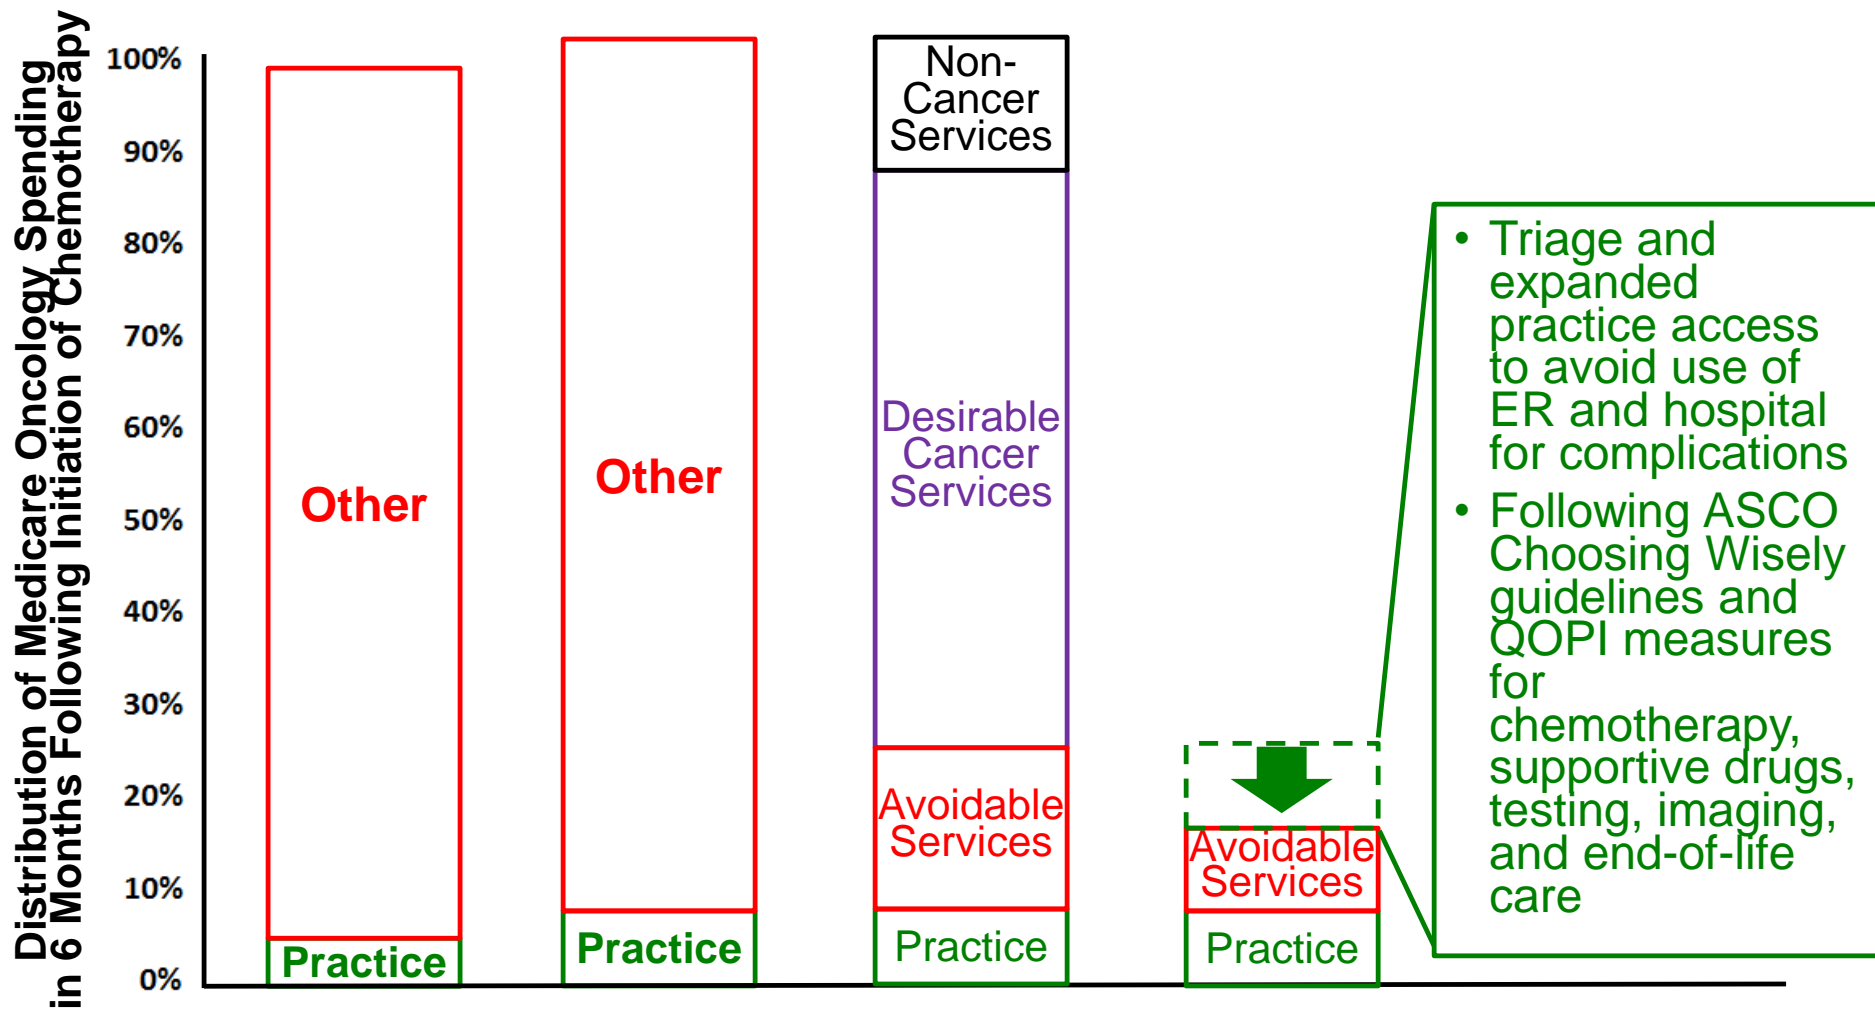 Distribution of Medicare Oncology Spending
in 6 Months Following Initiation of Chemotherapy
100%
90%
80%
70%
60%
50%
40%
30%
20%
10%
0%
Other
Practice
Other
Practice
Non-
Cancer
Services
Desirable
Cancer
Services
Avoidable
Services
Practice
Avoidable
Services
Practice
• Triage and
expanded
practice access
to avoid use of
ER and hospital
for complications
• Following ASCO
Choosing Wisely
guidelines and
QOPI measures
for
chemotherapy,
supportive drugs,
testing, imaging,
and end-of-life
care